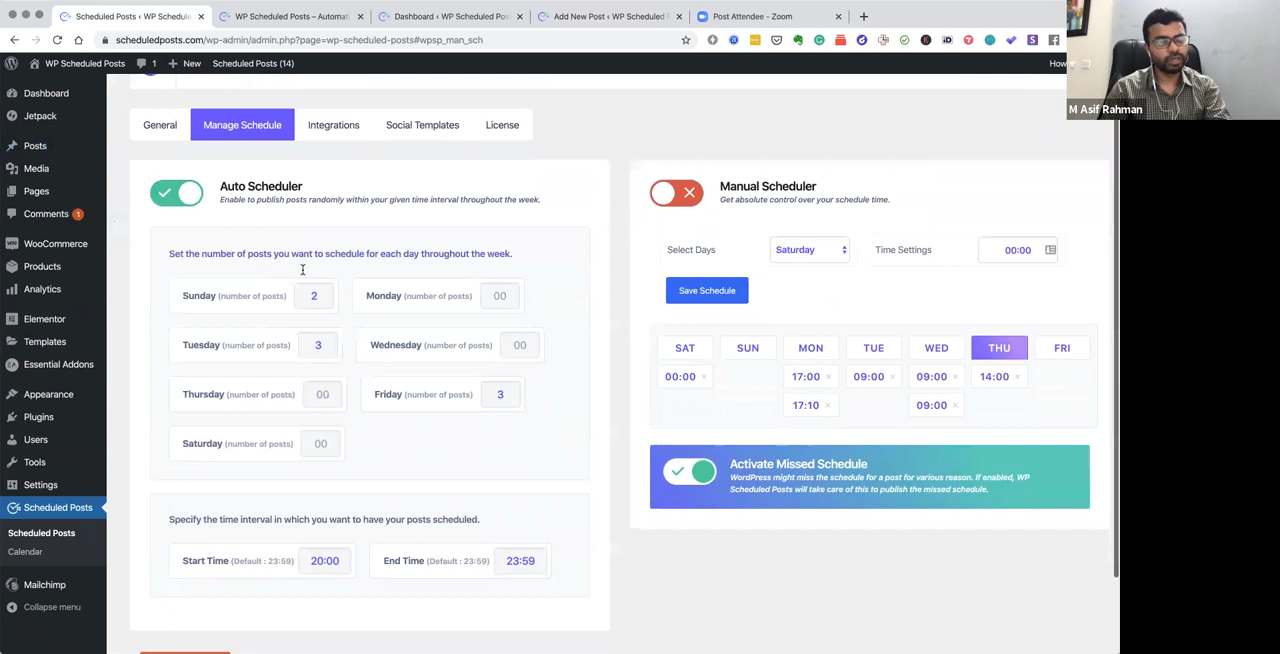 Scheduled Posts ‹ WP Schedule
WP Scheduled Posts – Automat
Dashboard ‹ WP Scheduled Post
Add New Post ‹ WP Scheduled P
Post Attendee - Zoom
scheduledposts.com/wp-admin/admin.php?page=wp-scheduled-posts#wpsp_man_sch
WP Scheduled Posts
1
New
Scheduled Posts (14)
How
M Asif Rahman
Dashboard
Jetpack
Posts
Media
Pages
Comments 1
WooCommerce
Products
Analytics
Elementor
Templates
Essential Addons
Appearance
Plugins
Users
Tools
Settings
Scheduled Posts
Scheduled Posts
Calendar
Mailchimp
Collapse menu
General
Manage Schedule
Integrations
Social Templates
License
Auto Scheduler
Enable to publish posts randomly within your given time interval throughout the week.
Set the number of posts you want to schedule for each day throughout the week.
Sunday (number of posts) 2
Monday (number of posts) 00
Tuesday (number of posts) 3
Wednesday (number of posts) 00
Thursday (number of posts) 00
Friday (number of posts) 3
Saturday (number of posts) 00
Specify the time interval in which you want to have your posts scheduled.
Start Time (Default : 23:59) 20:00
End Time (Default : 23:59) 23:59
Manual Scheduler
Get absolute control over your schedule time.
Select Days
Saturday
Time Settings
00:00
Save Schedule
SAT SUN MON TUE WED THU FRI
00:00 × 17:00 × 09:00 × 09:00 × 14:00 ×
17:10 × 09:00 ×
Activate Missed Schedule
WordPress might miss the schedule for a post for various reason. If enabled, WP
Scheduled Posts will take care of this to publish the missed schedule.